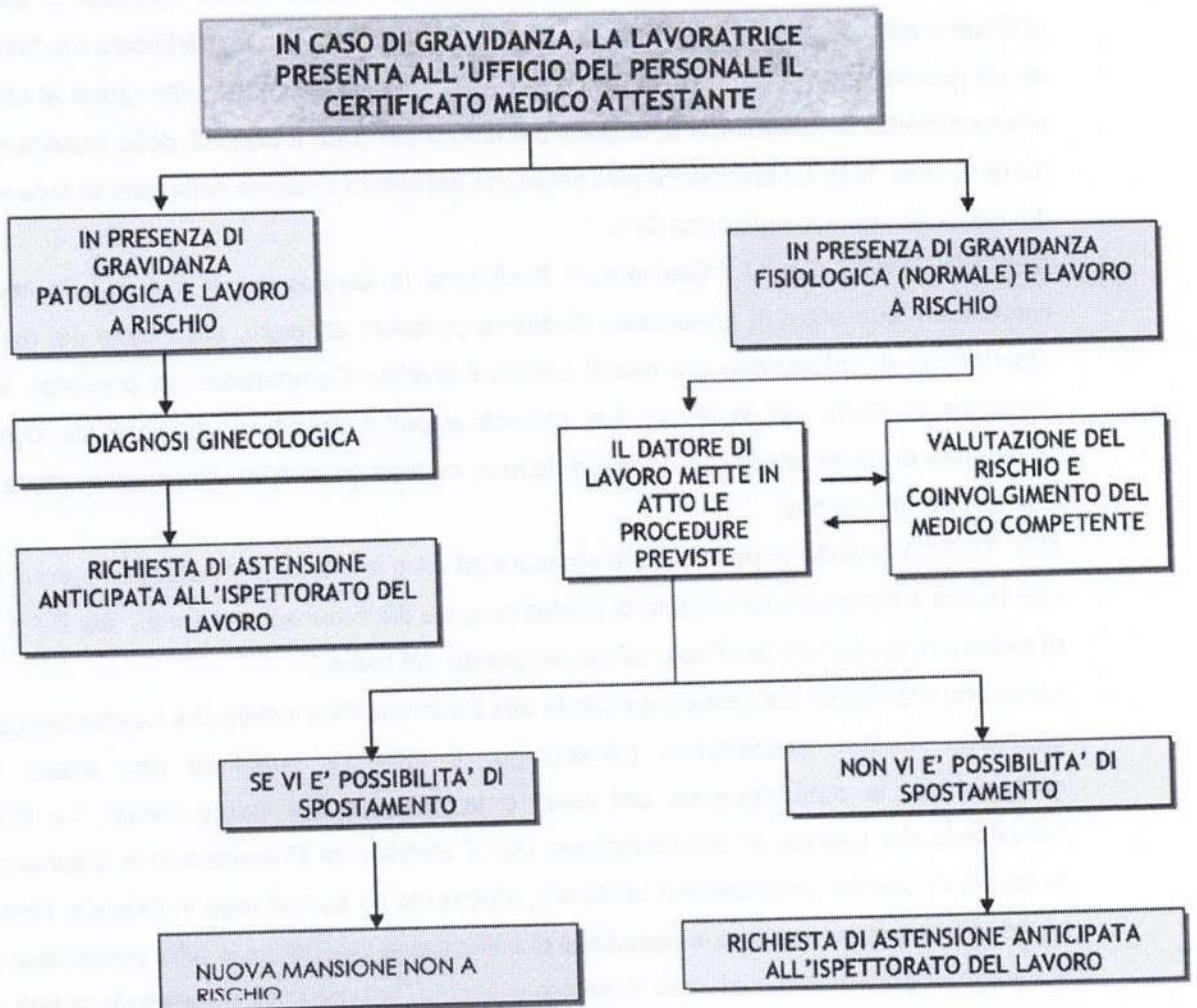 IN CASO DI GRAVIDANZA, LA LAVORATRICE
PRESENTA ALL'UFFICIO DEL PERSONALE IL
CERTIFICATO MEDICO ATTESTANTE
IN PRESENZA DI
GRAVIDANZA
PATOLOGICA E LAVORO
A RISCHIO
IN PRESENZA DI GRAVIDANZA
FISIOLOGICA (NORMALE) E LAVORO
A RISCHIO
DIAGNOSI GINECOLOGICA
IL DATORE DI
LAVORO METTE IN
ATTO LE
PROCEDURE
PREVISTE
VALUTAZIONE DEL
RISCHIO E
COINVOLGIMENTO DEL
MEDICO COMPETENTE
RICHIESTA DI ASTENSIONE
ANTICIPATA ALL'ISPETTORATO DEL
LAVORO
SE VI E' POSSIBILITA' DI
SPOSTAMENTO
NON VI E' POSSIBILITA' DI
SPOSTAMENTO
NUOVA MANSIONE NON A
RISCHIO
RICHIESTA DI ASTENSIONE ANTICIPATA
ALL'ISPETTORATO DEL LAVORO